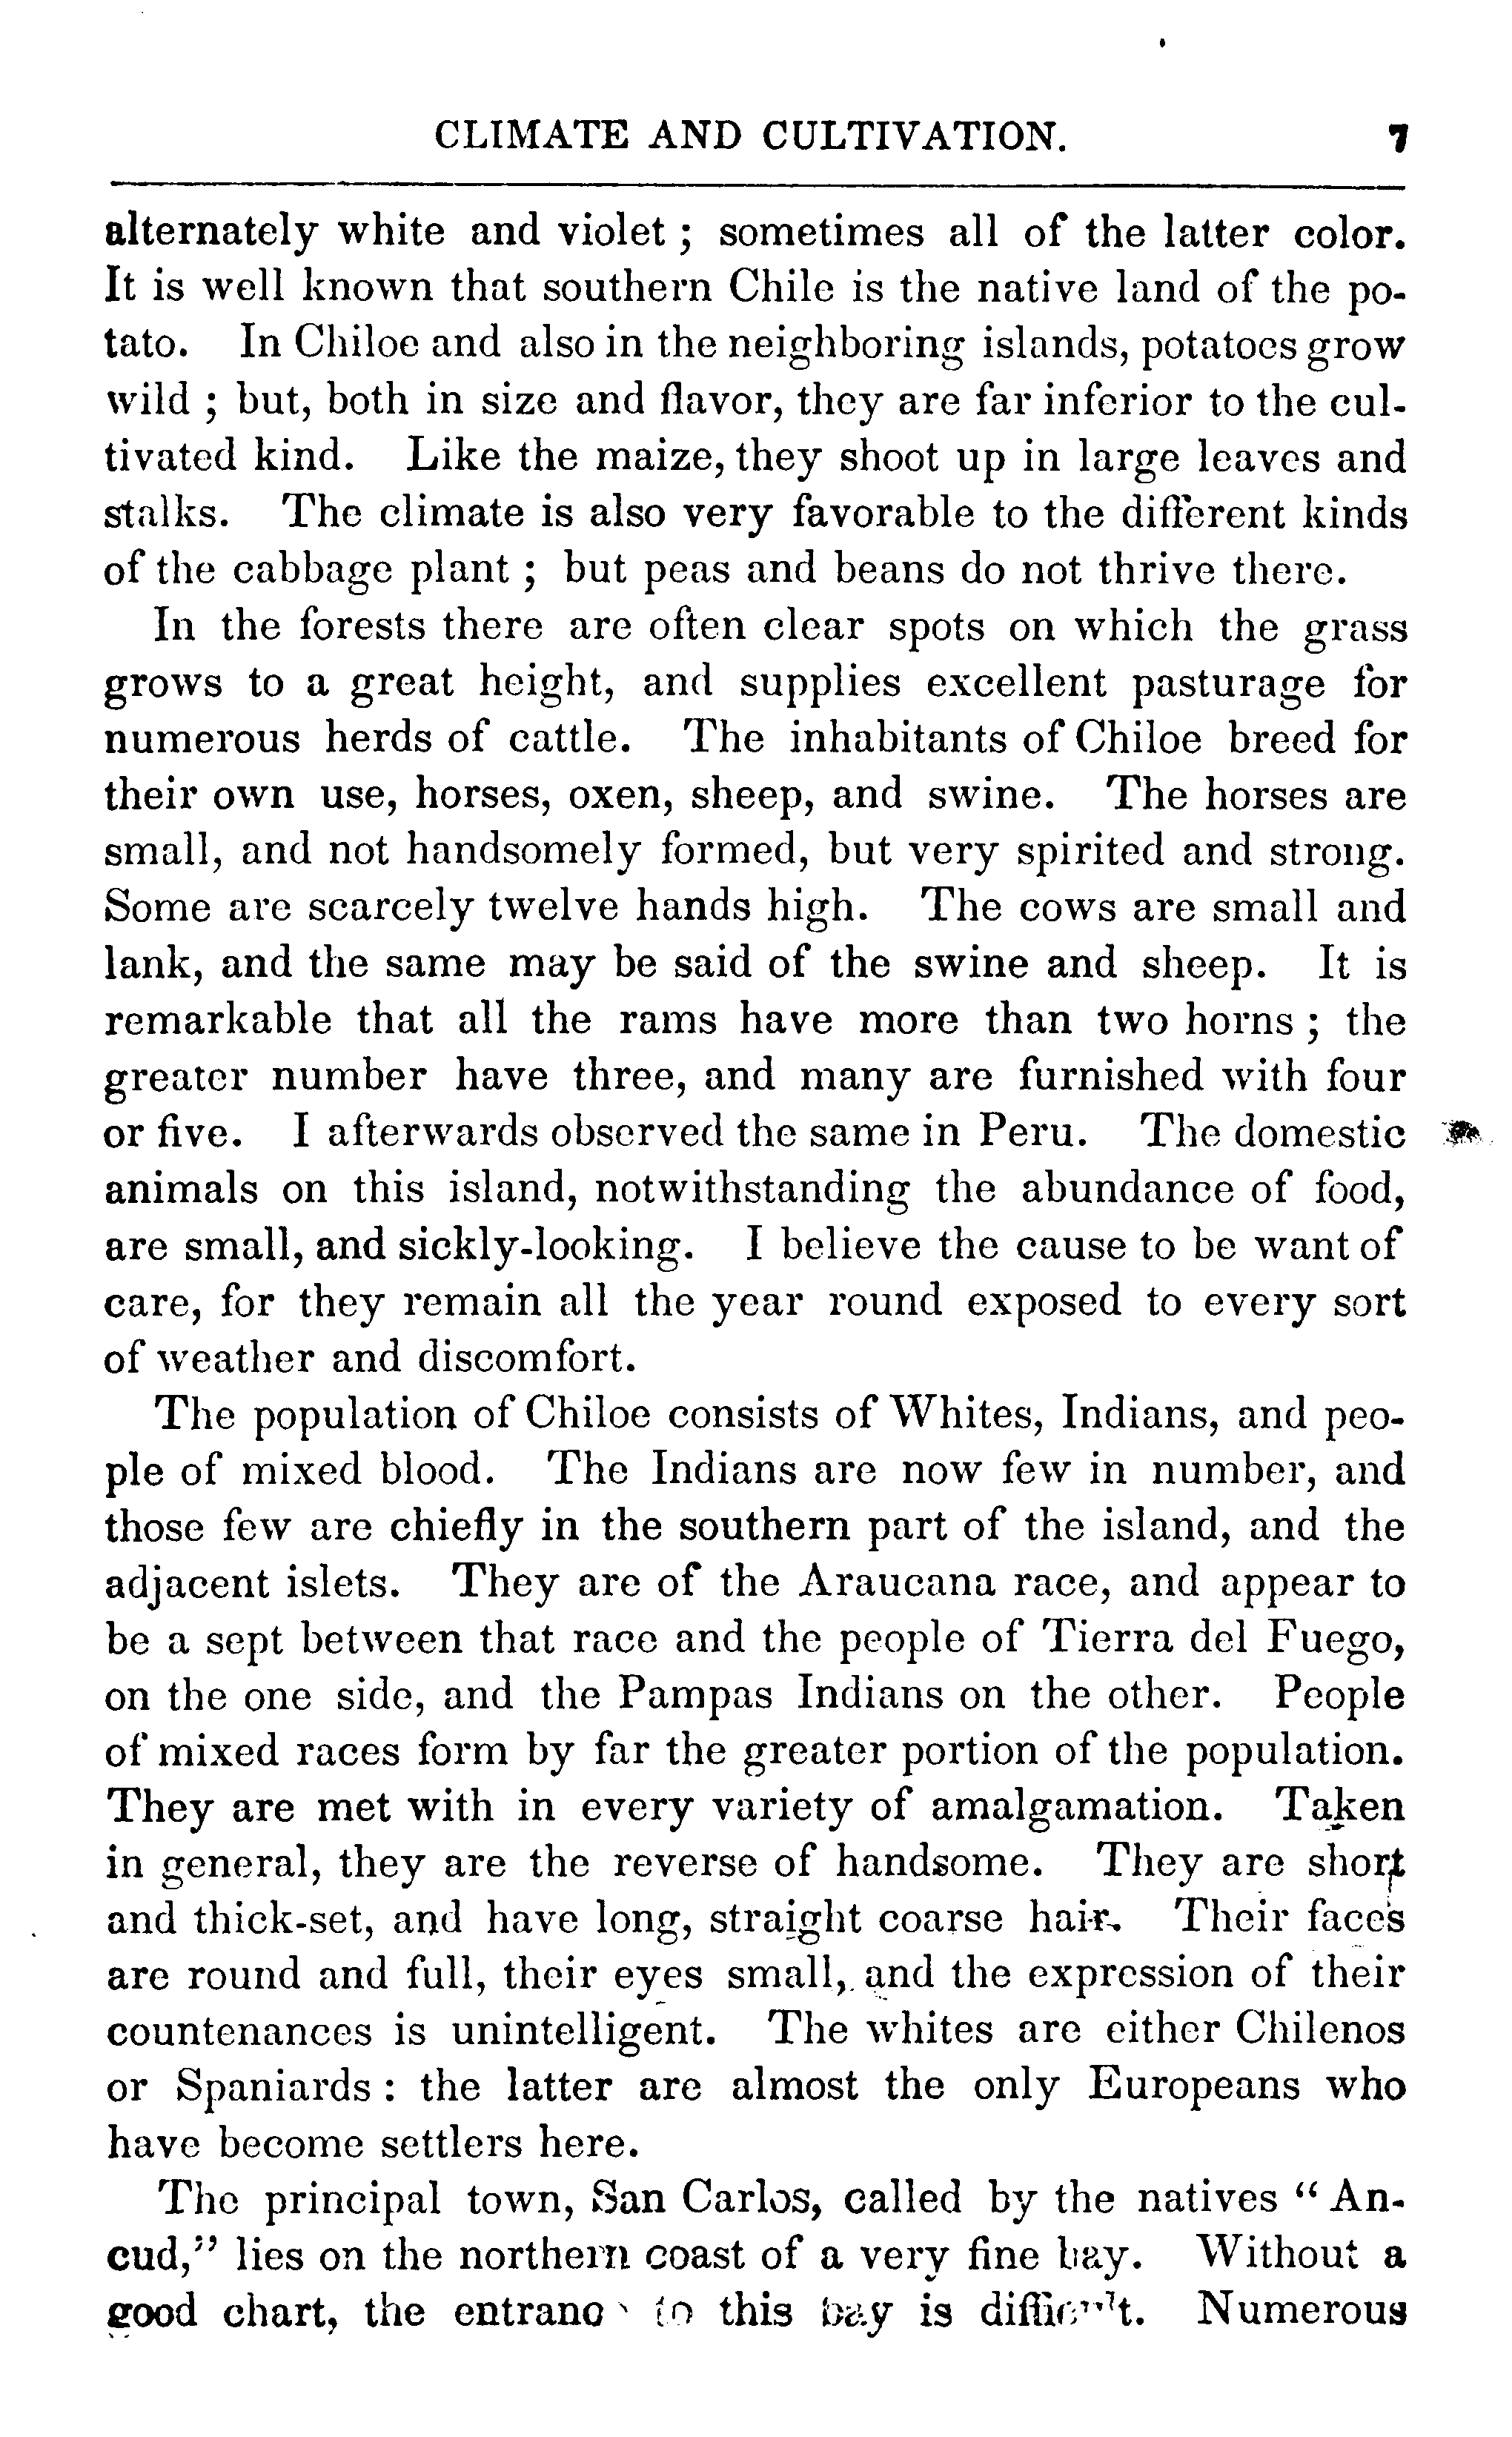 CLIMATE AND CULTIVATION. 7
alternately white and violet ; sometimes all of the latter color.
It is well known that southern Chile is the native land of the po-
tato. In Chiloe and also in the neighboring islands, potatoes grow
wild ; but, both in size and flavor, they are far inferior to the cul-
tivated kind. Like the maize, they shoot up in large leaves and
stalks. The climate is also very favorable to the different kinds
of the cabbage plant ; but peas and beans do not thrive there.
In the forests there are often clear spots on which the grass
grows to a great height, and supplies excellent pasturage for
numerous herds of cattle. The inhabitants of Chiloe breed for
their own use, horses, oxen, sheep, and swine. The horses are
small, and not handsomely formed, but very spirited and strong.
Some are scarcely twelve hands high. The cows are small and
lank, and the same may be said of the swine and sheep. It is
remarkable that all the rams have more than two horns ; the
greater number have three, and many are furnished with four
or five. I afterwards observed the same in Peru. The domestic
animals on this island, notwithstanding the abundance of food,
are small, and sickly-looking. I believe the cause to be want of
care, for they remain all the year round exposed to every sort
of weather and discomfort.
The population of Chiloe consists of Whites, Indians, and peo-
ple of mixed blood. The Indians are now few in number, and
those few are chiefly in the southern part of the island, and the
adjacent islets. They are of the Araucana race, and appear to
be a sept between that race and the people of Tierra del Fuego,
on the one side, and the Pampas Indians on the other. People
of mixed races form by far the greater portion of the population.
They are met with in every variety of amalgamation. Taken
in general, they are the reverse of handsome. They are short
and thick-set, and have long, straight coarse hair. Their faces
are round and full, their eyes small, and the expression of their
countenances is unintelligent. The whites are either Chilenos
or Spaniards : the latter are almost the only Europeans who
have become settlers here.
The principal town, San Carlos, called by the natives “ An-
cud,” lies on the northern coast of a very fine bay. Without a
good chart, the entrance to this bay is difficult. Numerous